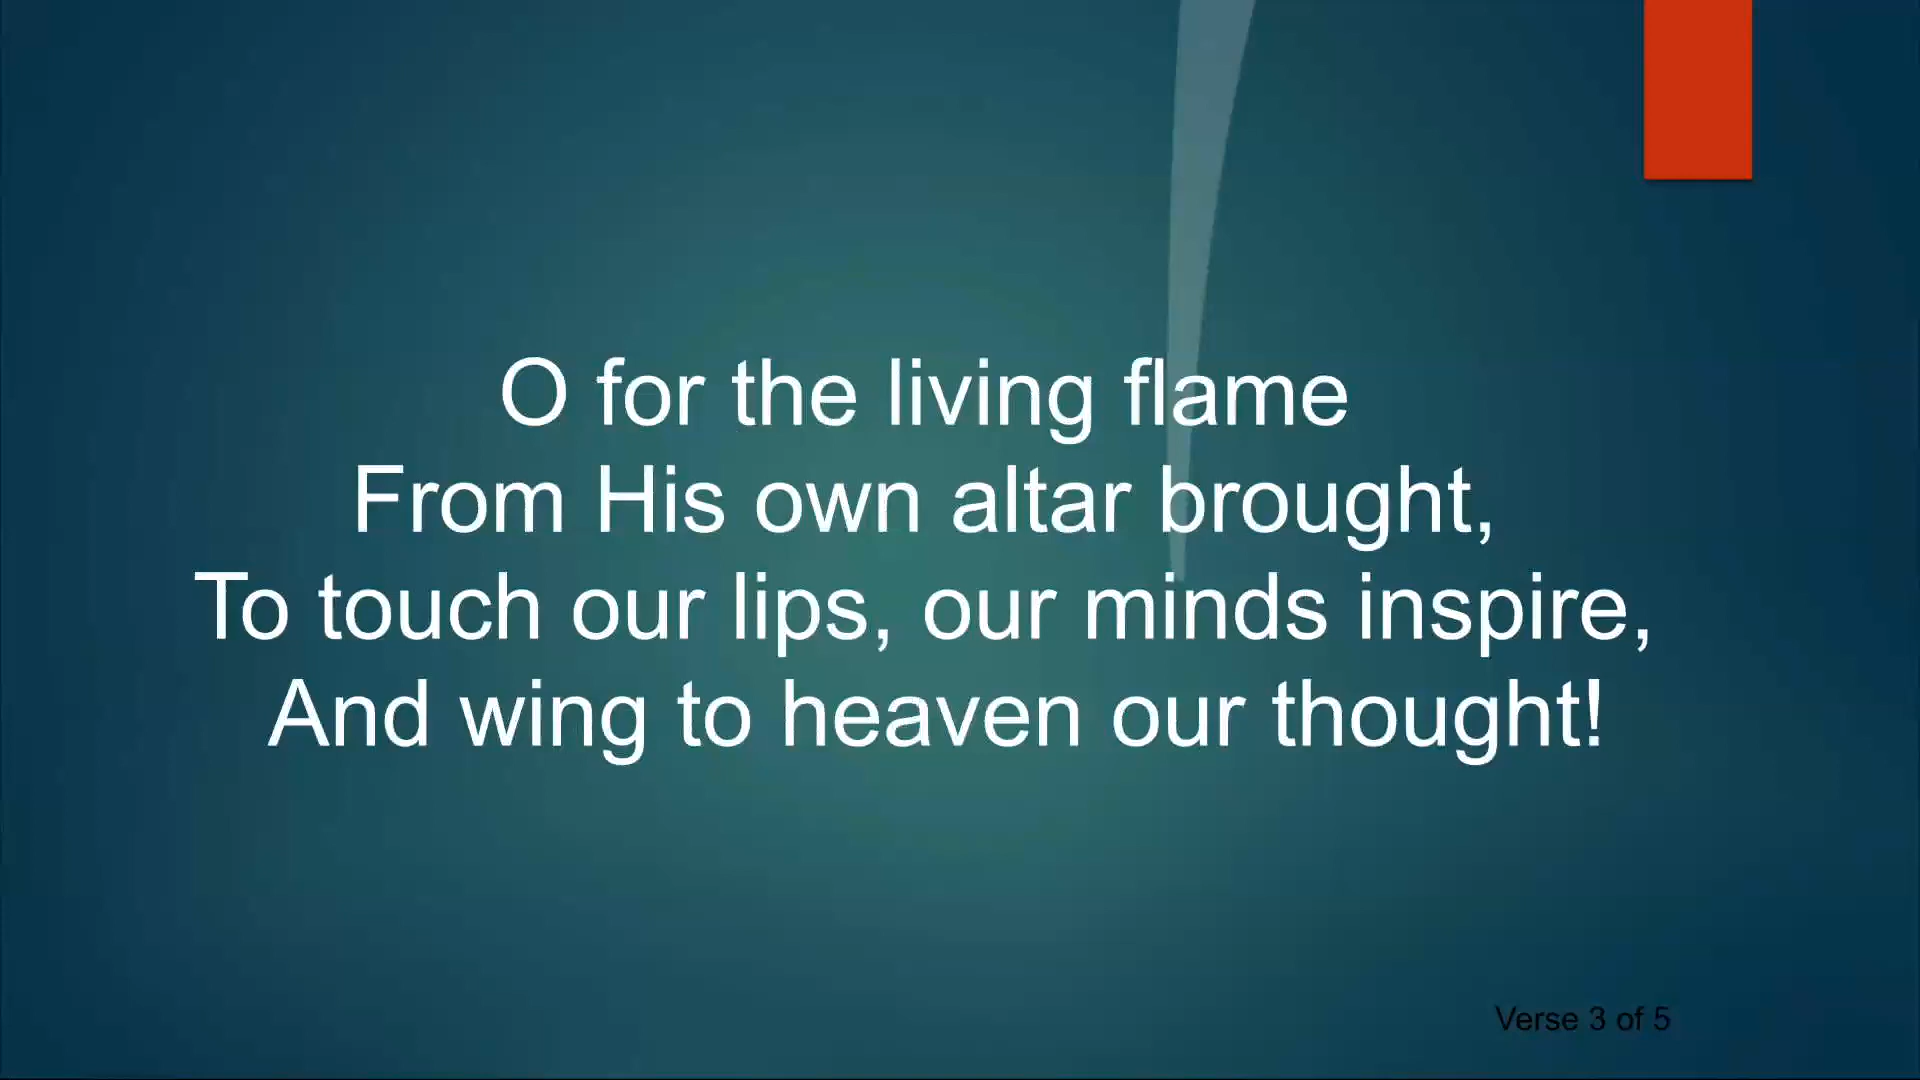 O for the living flame
From His own altar brought,
To touch our lips, our minds inspire,
And wing to heaven our thought!
Verse 3 of 5